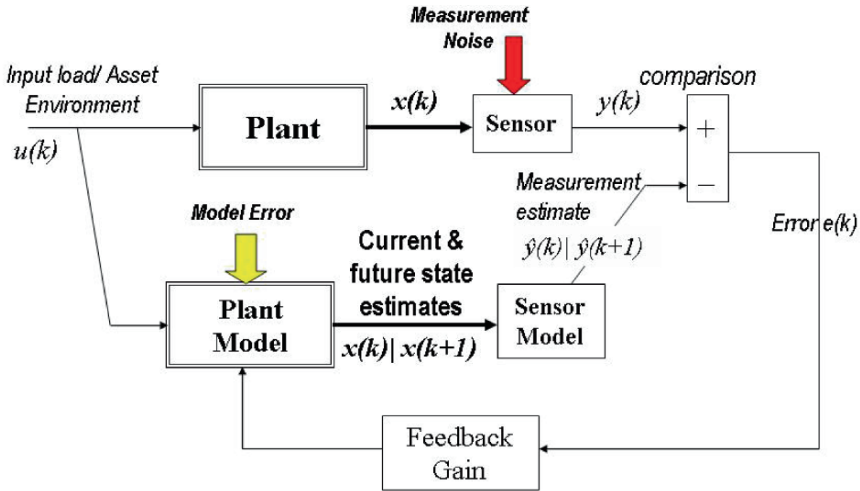 Measurement
Noise
Input load/ Asset
Environment
u(k)
Plant
x(k)
Sensor
y(k)
comparison
+
−
Measurement
estimate
ŷ(k)| ŷ(k+1)
Error e(k)
Model Error
Current &
future state
estimates
x(k)| x(k+1)
Plant
Model
Sensor
Model
Feedback
Gain